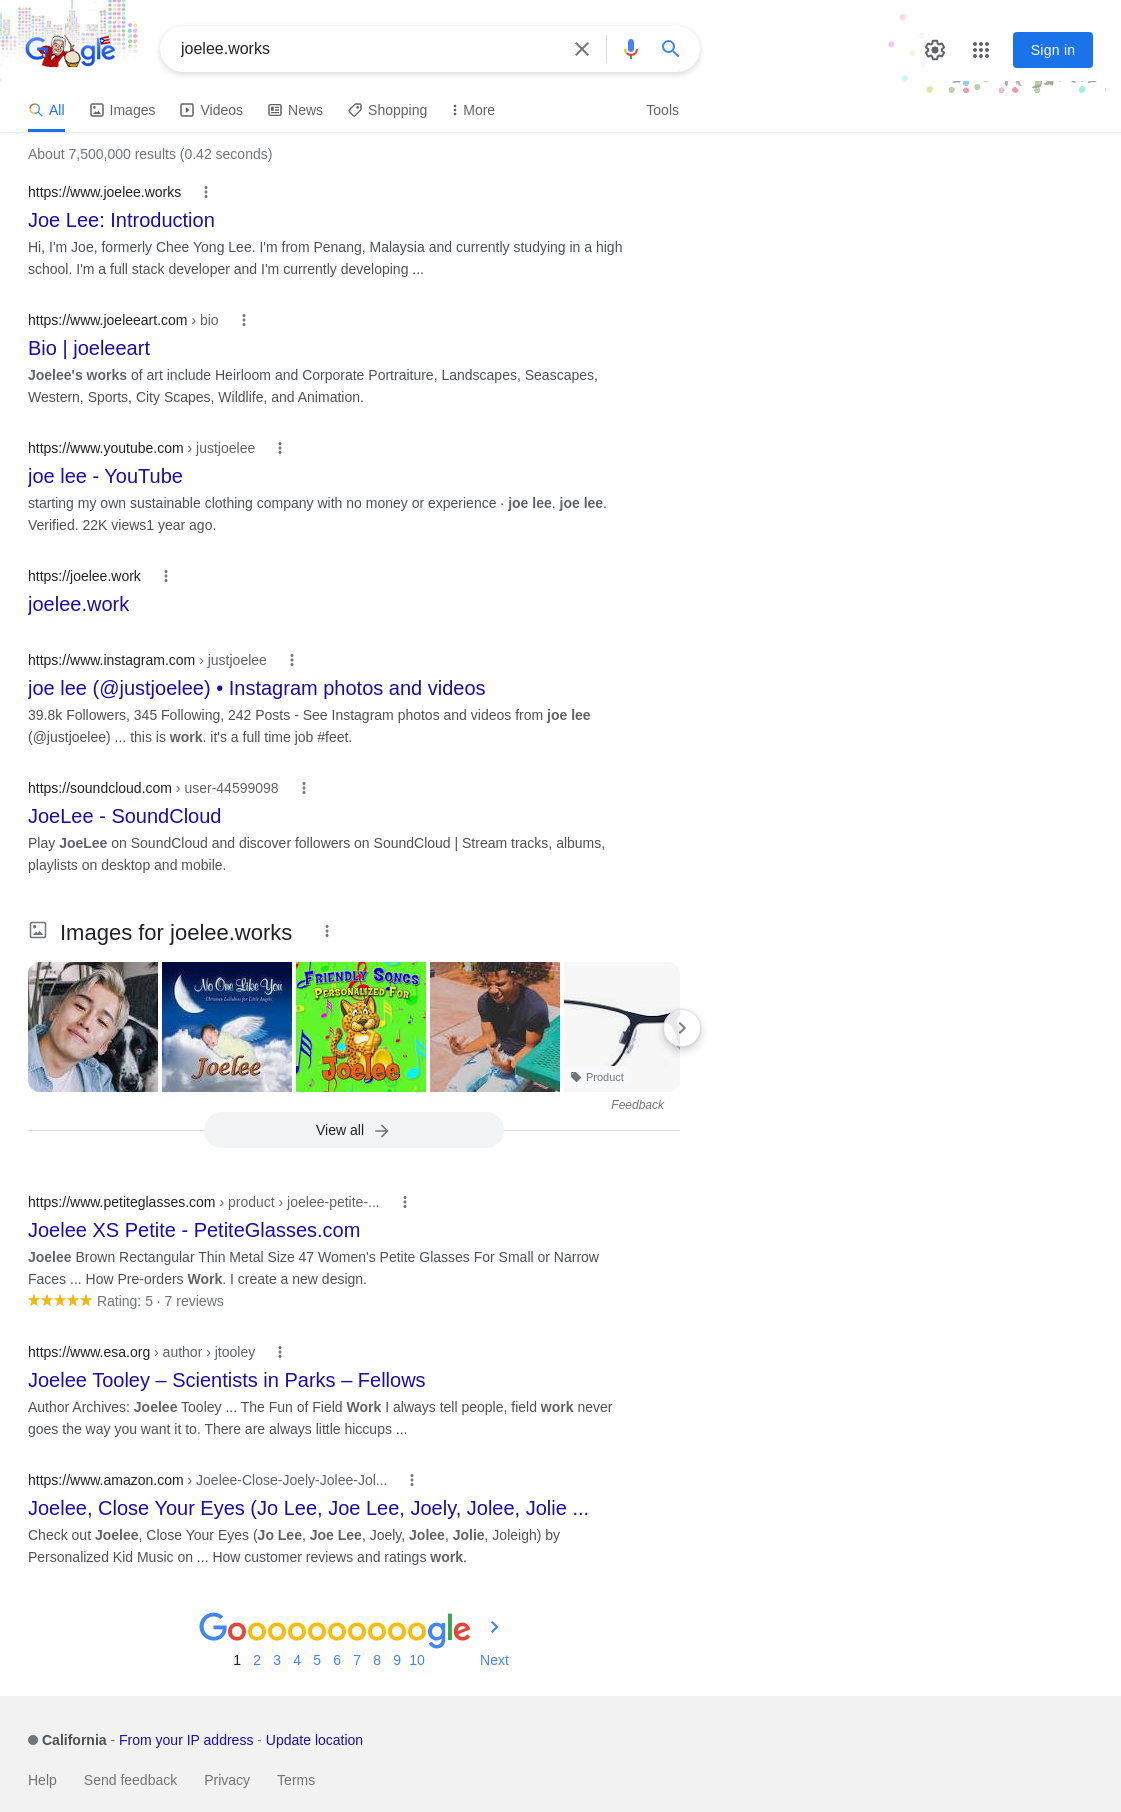 Google
joelee.works
Sign in
All
Images
Videos
News
Shopping
More
Tools
About 7,500,000 results (0.42 seconds)
https://www.joelee.works
Joe Lee: Introduction
Hi, I'm Joe, formerly Chee Yong Lee. I'm from Penang, Malaysia and currently studying in a high
school. I'm a full stack developer and I'm currently developing ...
https://www.joeleeart.com › bio
Bio | joeleeart
Joelee's works of art include Heirloom and Corporate Portraiture, Landscapes, Seascapes,
Western, Sports, City Scapes, Wildlife, and Animation.
https://www.youtube.com › justjoelee
joe lee - YouTube
starting my own sustainable clothing company with no money or experience · joe lee. joe lee.
Verified. 22K views1 year ago.
https://joelee.work
joelee.work
https://www.instagram.com › justjoelee
joe lee (@justjoelee) • Instagram photos and videos
39.8k Followers, 345 Following, 242 Posts - See Instagram photos and videos from joe lee
(@justjoelee) ... this is work. it's a full time job #feet.
https://soundcloud.com › user-44599098
JoeLee - SoundCloud
Play JoeLee on SoundCloud and discover followers on SoundCloud | Stream tracks, albums,
playlists on desktop and mobile.
Images for joelee.works
No One Like You
Christian Lullabies for Little Angels
Joelee
FRIENDLY SONGS
PERSONALIZED FOR
Joelee
Product
Feedback
View all
https://www.petiteglasses.com › product › joelee-petite-...
Joelee XS Petite - PetiteGlasses.com
Joelee Brown Rectangular Thin Metal Size 47 Women's Petite Glasses For Small or Narrow
Faces ... How Pre-orders Work. I create a new design.
Rating: 5 · 7 reviews
https://www.esa.org › author › jtooley
Joelee Tooley – Scientists in Parks – Fellows
Author Archives: Joelee Tooley ... The Fun of Field Work I always tell people, field work never
goes the way you want it to. There are always little hiccups ...
https://www.amazon.com › Joelee-Close-Joely-Jolee-Jol...
Joelee, Close Your Eyes (Jo Lee, Joe Lee, Joely, Jolee, Jolie ...
Check out Joelee, Close Your Eyes (Jo Lee, Joe Lee, Joely, Jolee, Jolie, Joleigh) by
Personalized Kid Music on ... How customer reviews and ratings work.
Goooooooooogle
1 2 3 4 5 6 7 8 9 10 Next
California - From your IP address - Update location
Help Send feedback Privacy Terms